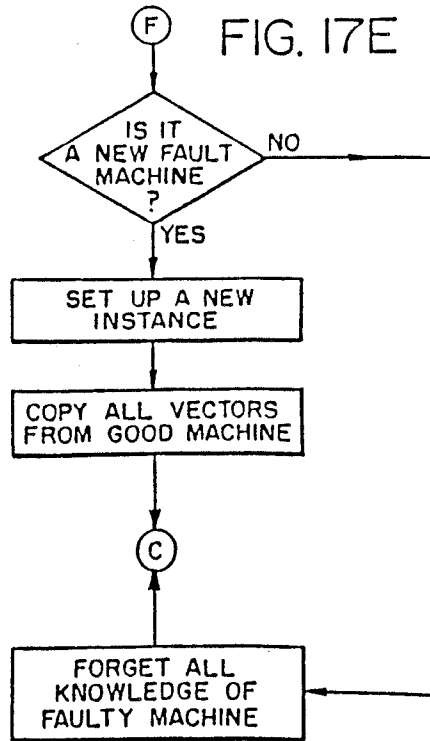 F
FIG. 17E
IS IT
A NEW FAULT
MACHINE
?
NO
YES
SET UP A NEW
INSTANCE
COPY ALL VECTORS
FROM GOOD MACHINE
C
FORGET ALL
KNOWLEDGE OF
FAULTY MACHINE